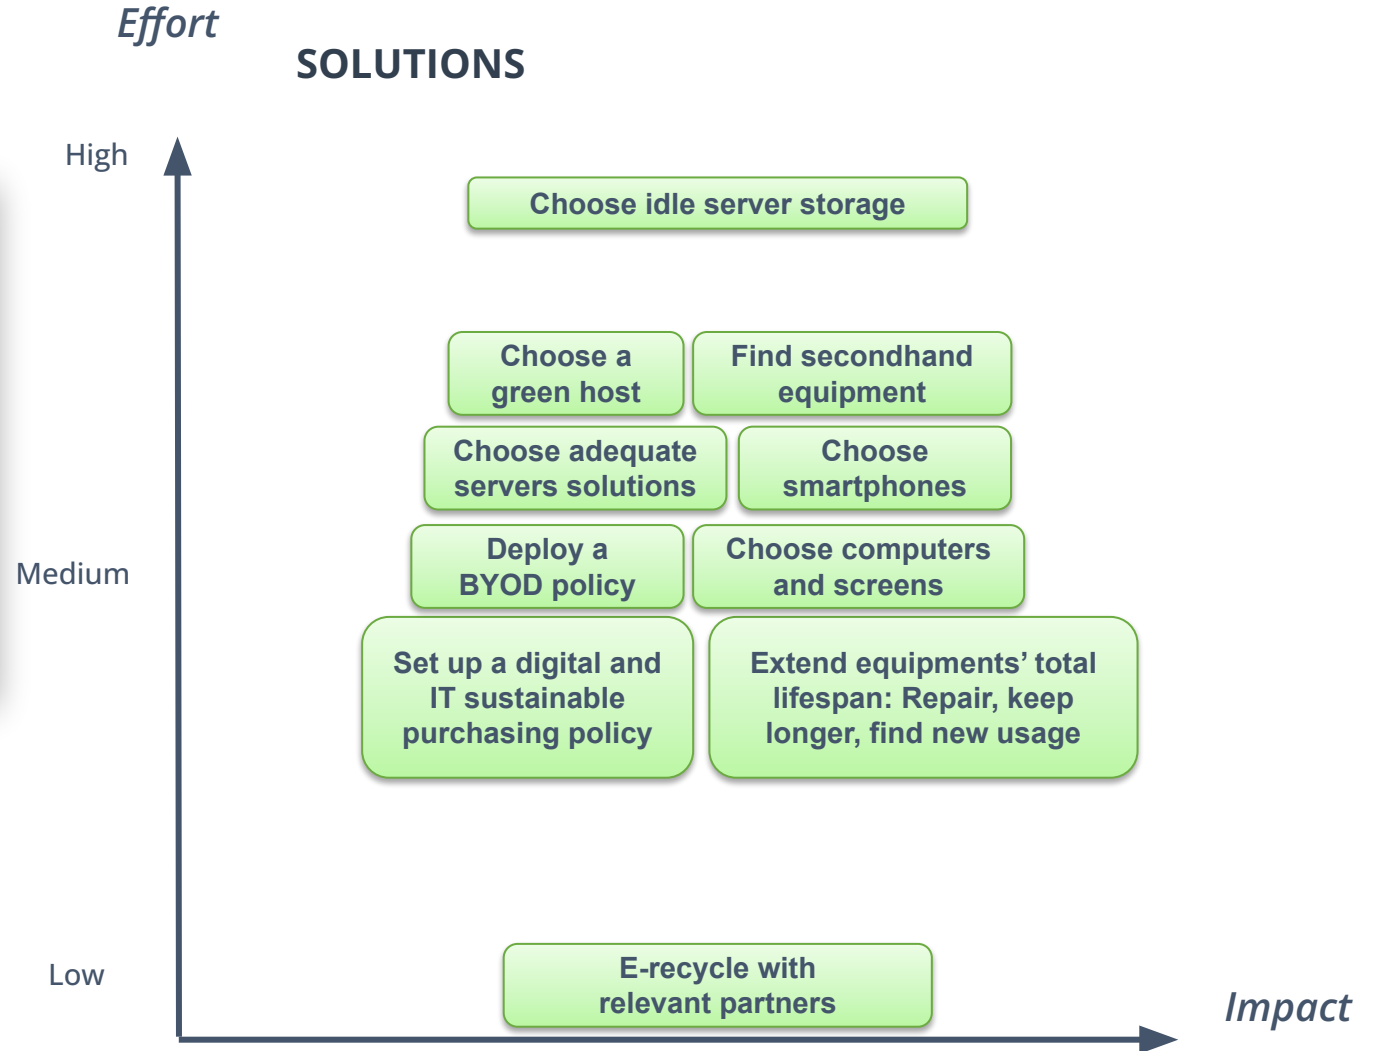 Effort
SOLUTIONS
High
Choose idle server storage
Choose a
green host
Find secondhand
equipment
Choose adequate
servers solutions
Choose
smartphones
Medium
Deploy a
BYOD policy
Choose computers
and screens
Set up a digital and
IT sustainable
purchasing policy
Extend equipments’ total
lifespan: Repair, keep
longer, find new usage
Low
E-recycle with
relevant partners
Impact